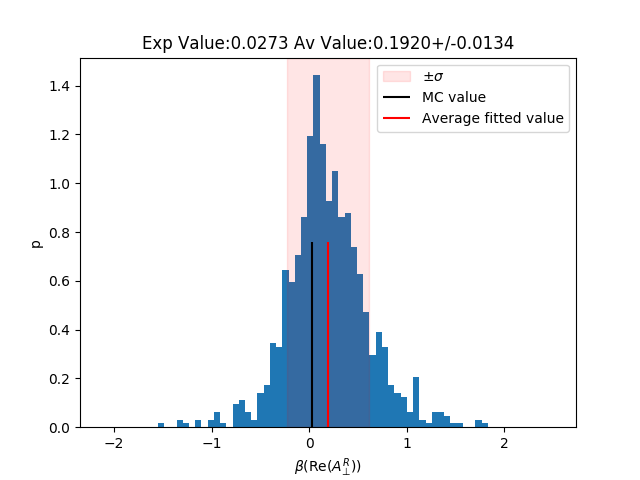 Exp Value:0.0273 Av Value:0.1920+/-0.0134
±σ
MC value
Average fitted value
p
1.4
1.2
1.0
0.8
0.6
0.4
0.2
0.0
−2 −1 0 1 2
β(Re(A_⊥^R))